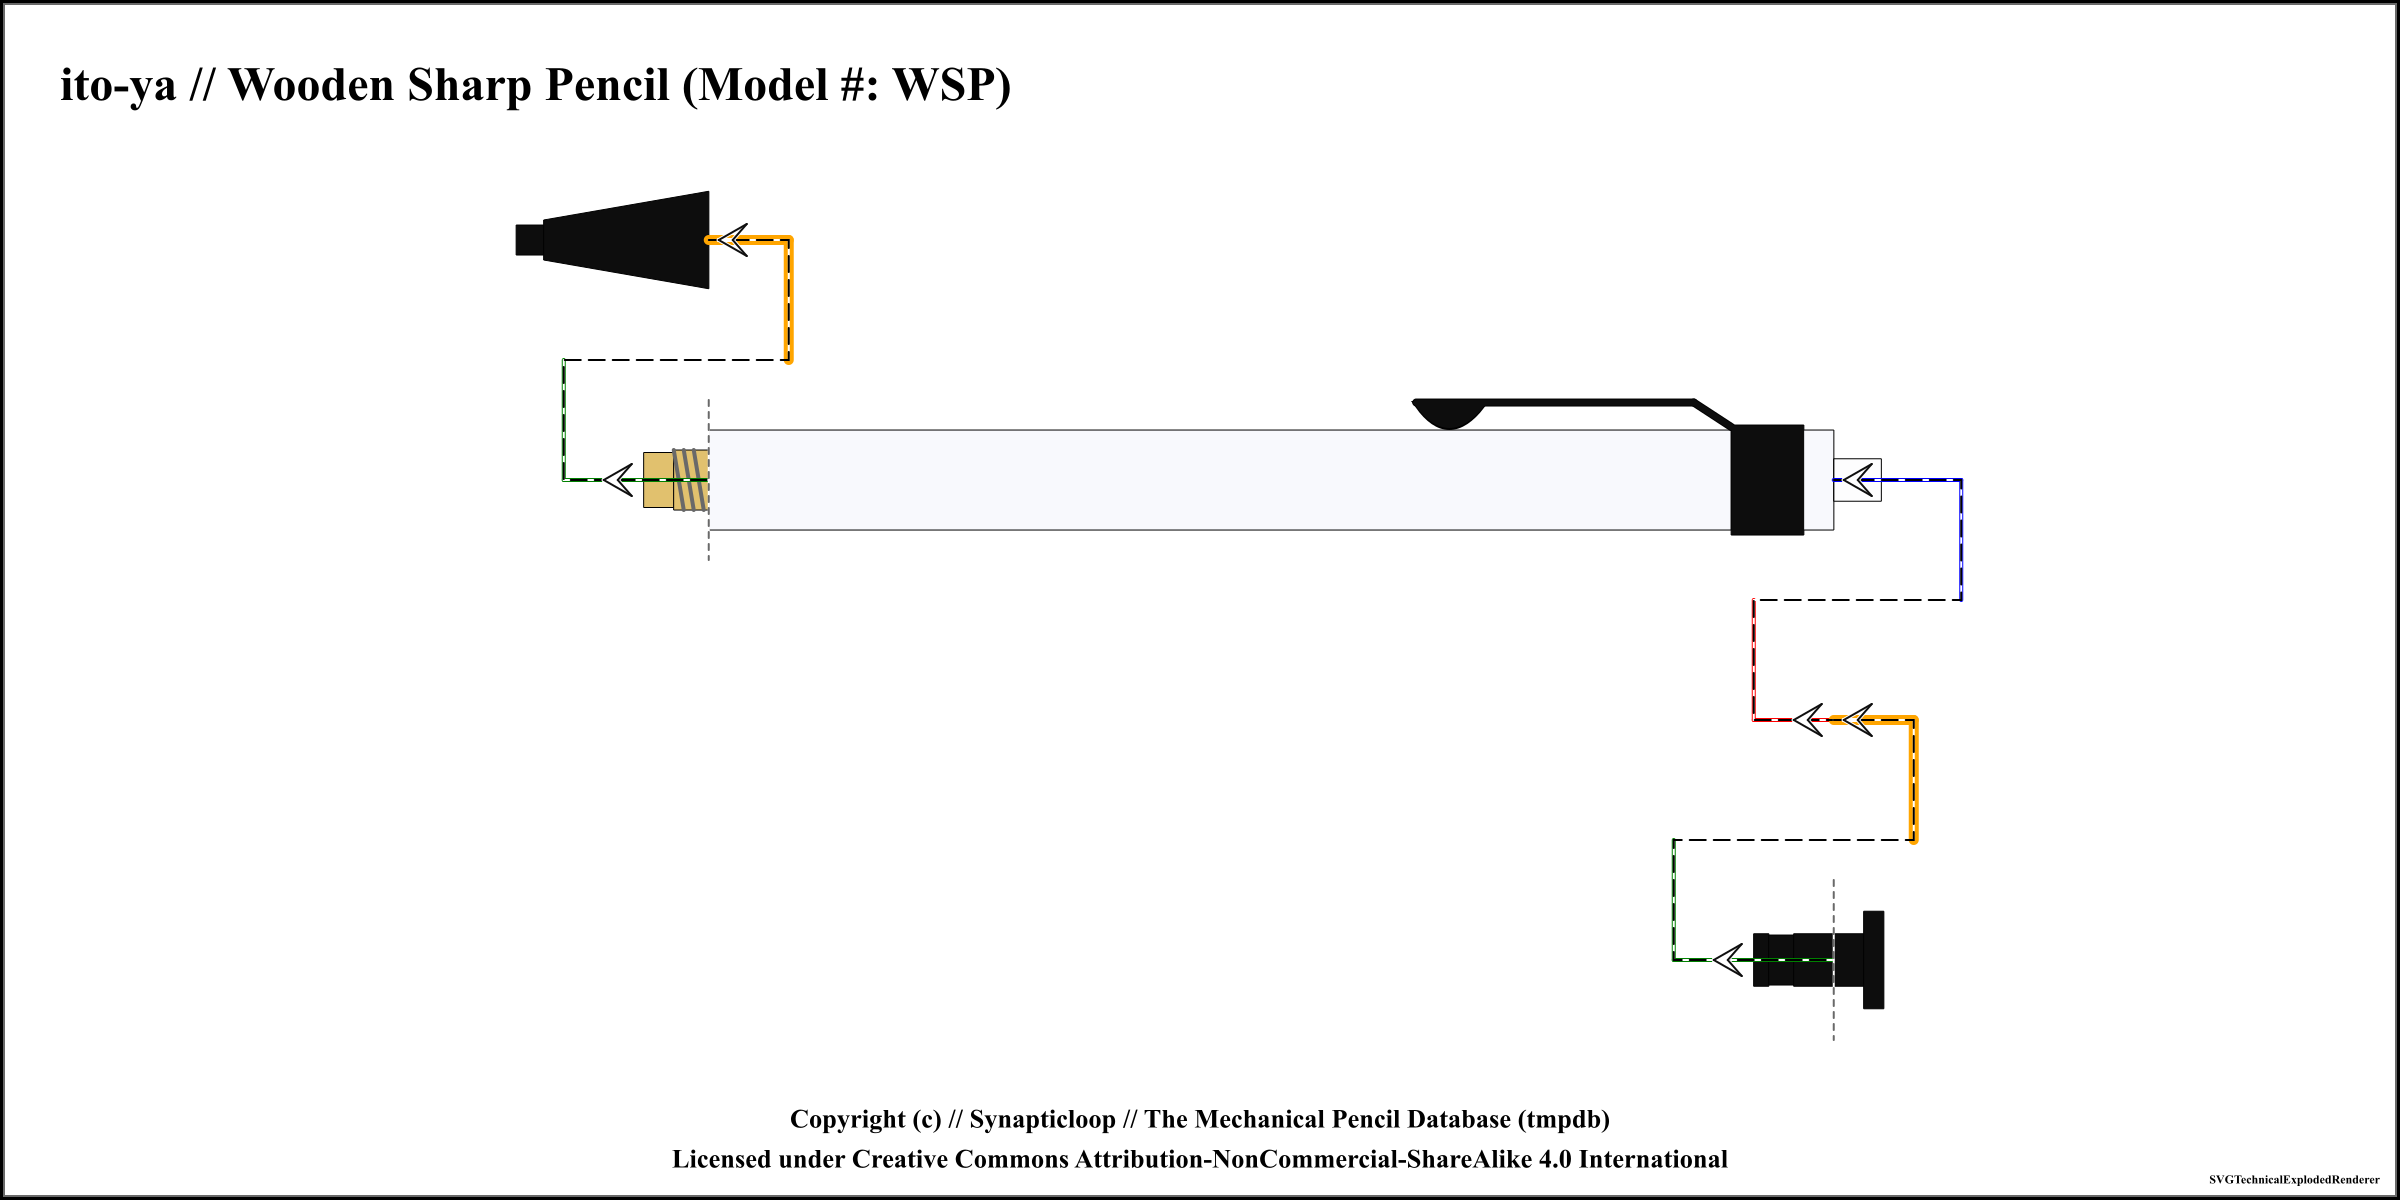 ito-ya // Wooden Sharp Pencil (Model #: WSP)
Copyright (c) // Synapticloop // The Mechanical Pencil Database (tmpdb)
Licensed under Creative Commons Attribution-NonCommercial-ShareAlike 4.0 International
SVGTechnicalExplodedRenderer